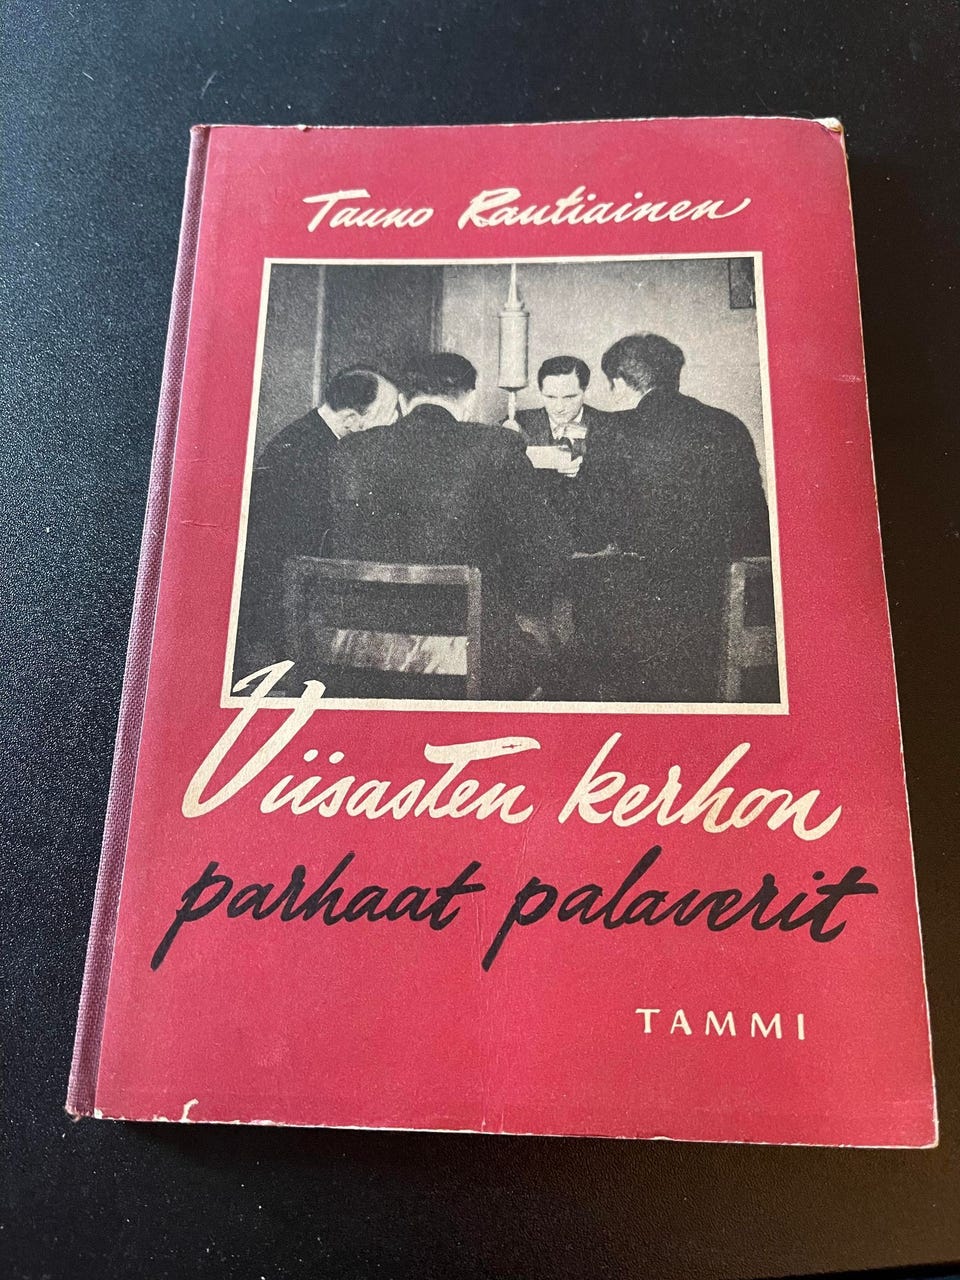 Tauno Rautiainen
Viisasten kerhon
parhaat palaverit
TAMMI